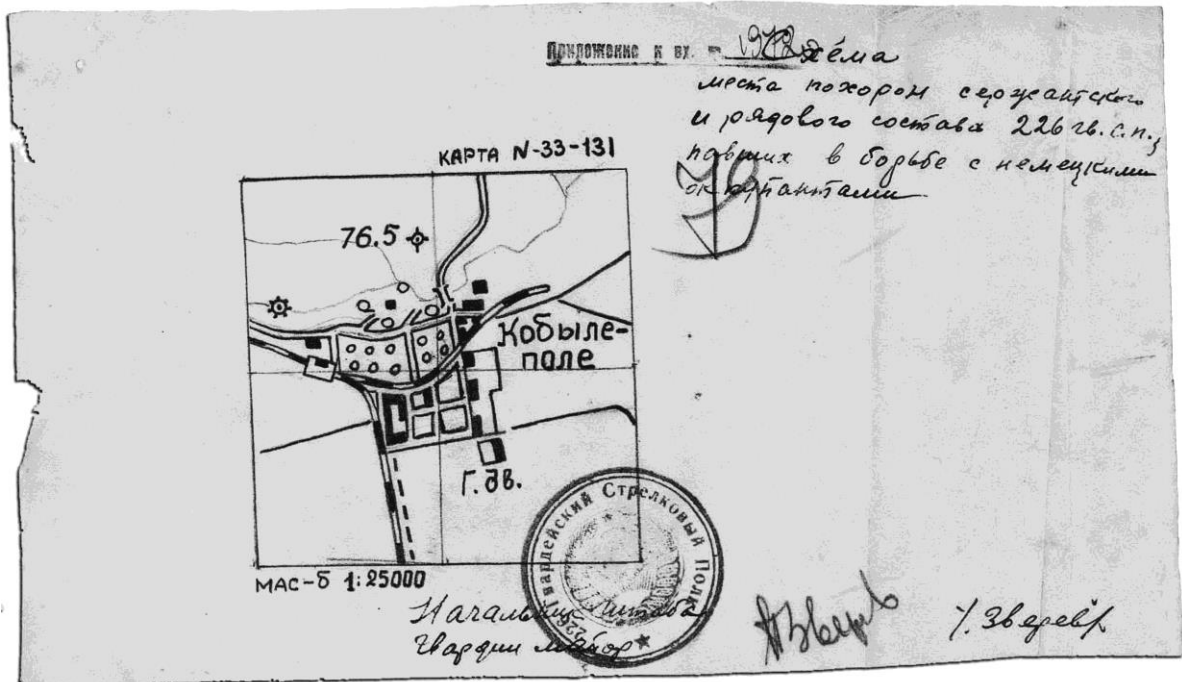 Приложение к вх. № 1972
Схема
места похорон сержантского
и рядового состава 226 гв. с.п.,
павших в борьбе с немецкими
оккупантами
КАРТА N-33-131
76.5
Кобыле-
поле
Г. дв.
МАС-Б 1:25000
Гвардейский Стрелковый Полк
Начальник штаба
Гвардии майор
/. Зверев/